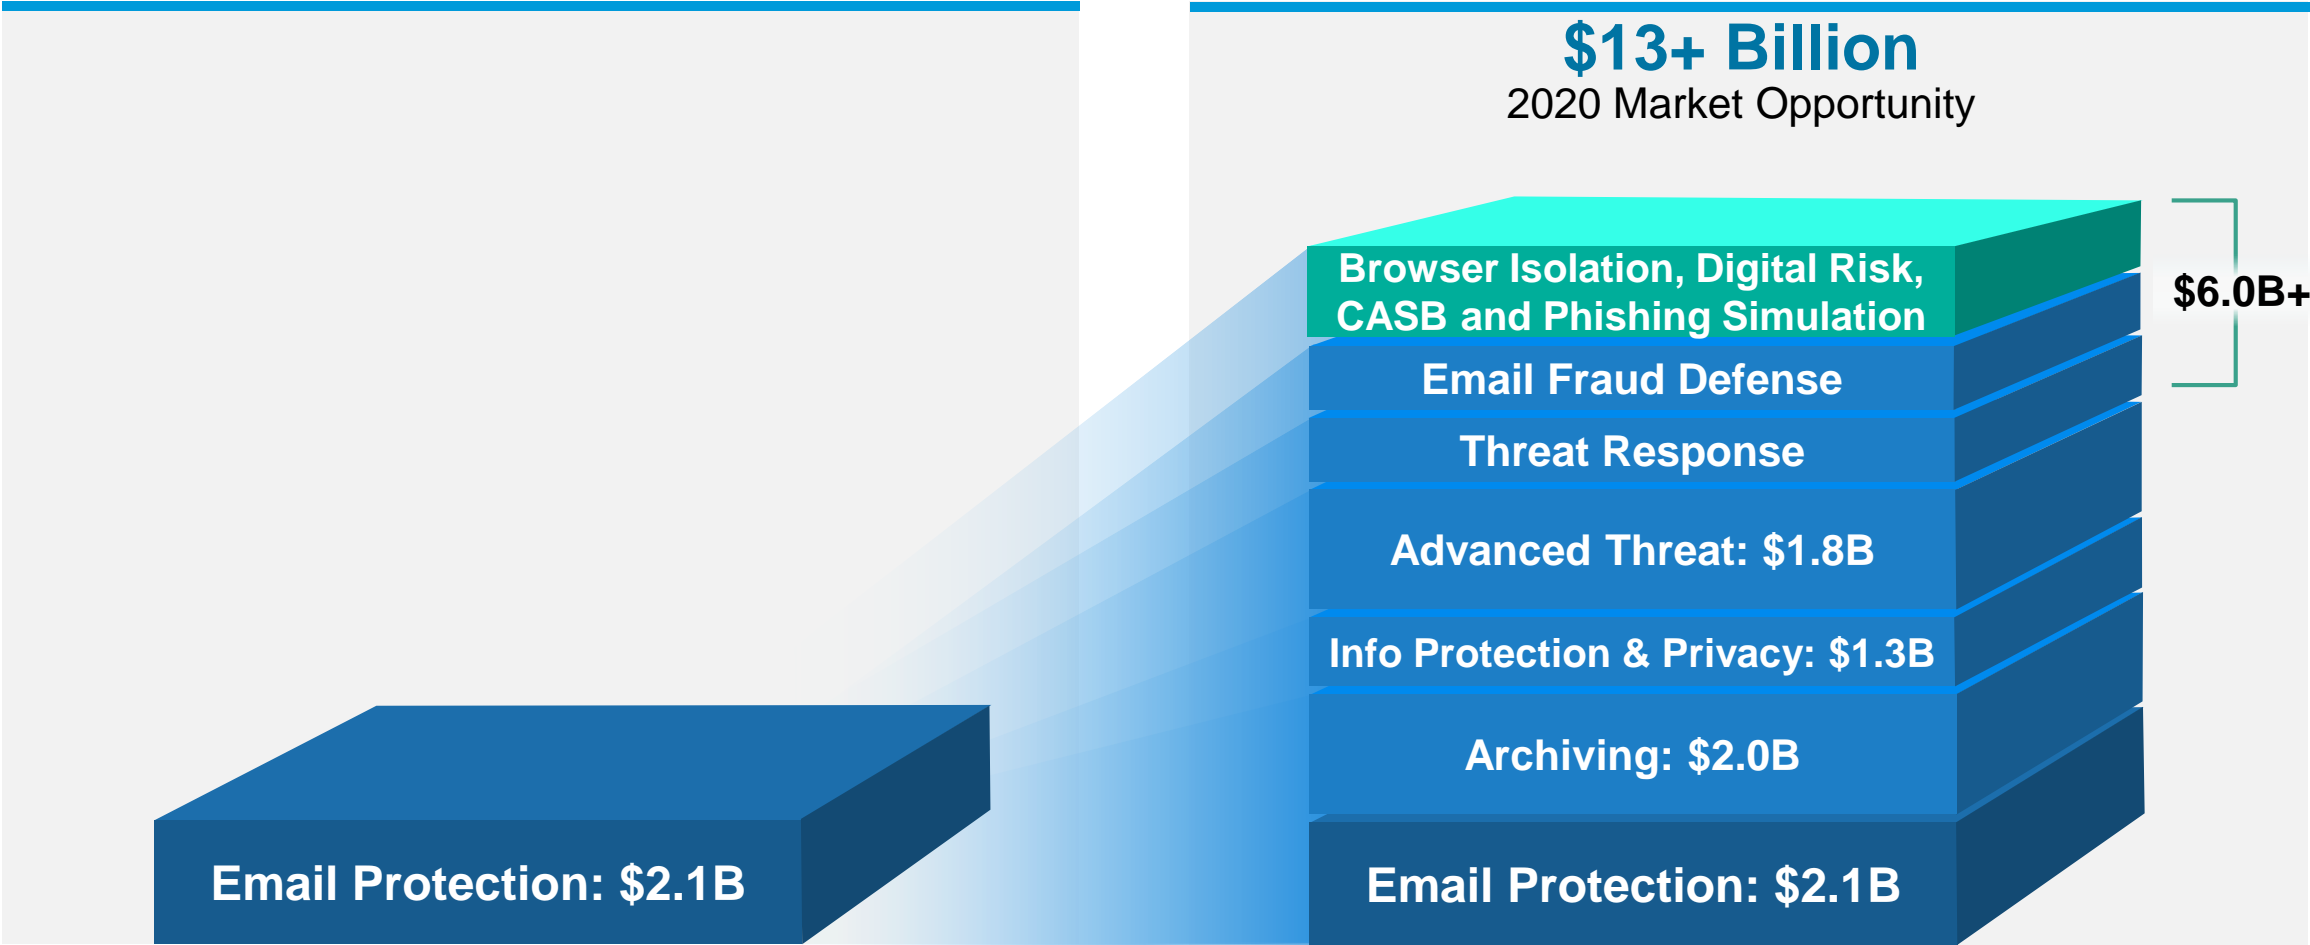 $13+ Billion
2020 Market Opportunity
Browser Isolation, Digital Risk,
CASB and Phishing Simulation
$6.0B+
Email Fraud Defense
Threat Response
Advanced Threat: $1.8B
Info Protection & Privacy: $1.3B
Archiving: $2.0B
Email Protection: $2.1B
Email Protection: $2.1B